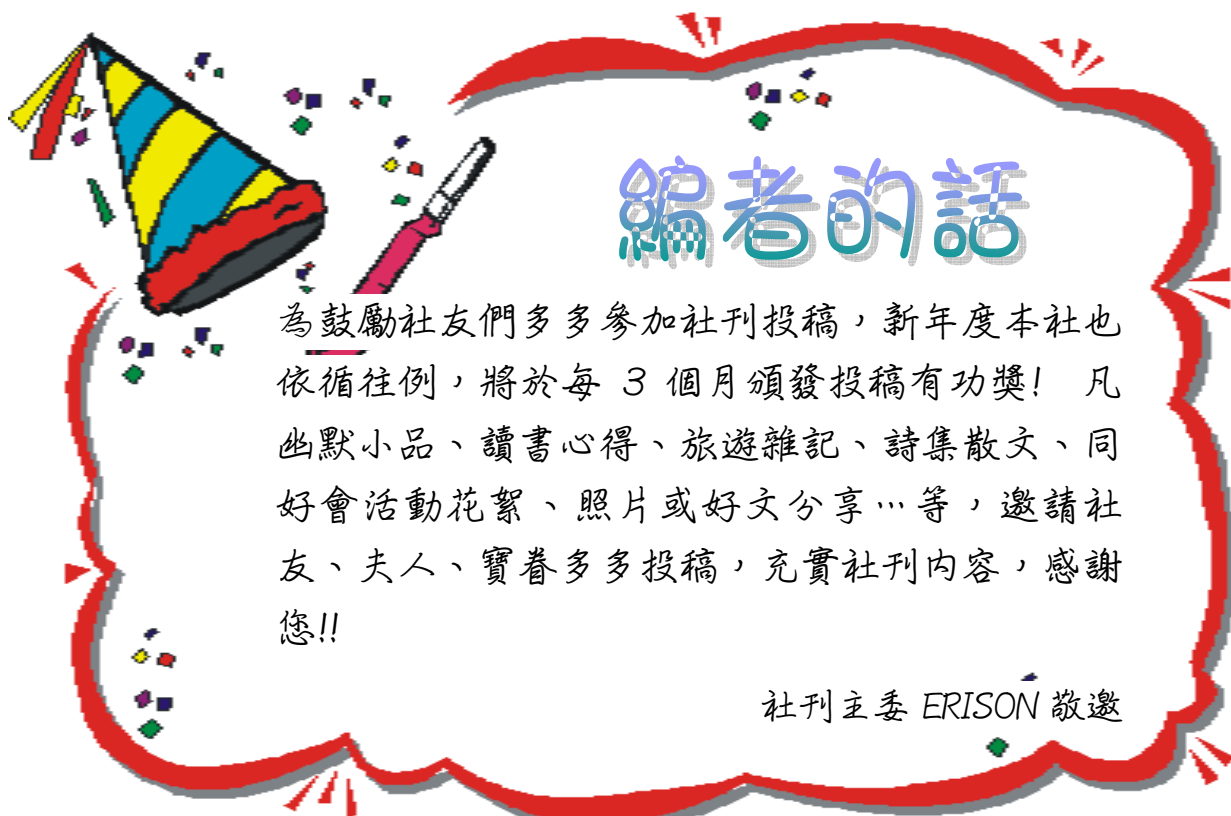 編者的話
為鼓勵社友們多多參加社刊投稿，新年度本社也
依循往例，將於每 3 個月頒發投稿有功獎! 凡
幽默小品、讀書心得、旅遊雜記、詩集散文、同
好會活動花絮、照片或好文分享…等，邀請社
友、夫人、寶眷多多投稿，充實社刊內容，感謝
您!!
社刊主委 ERISON 敬邀